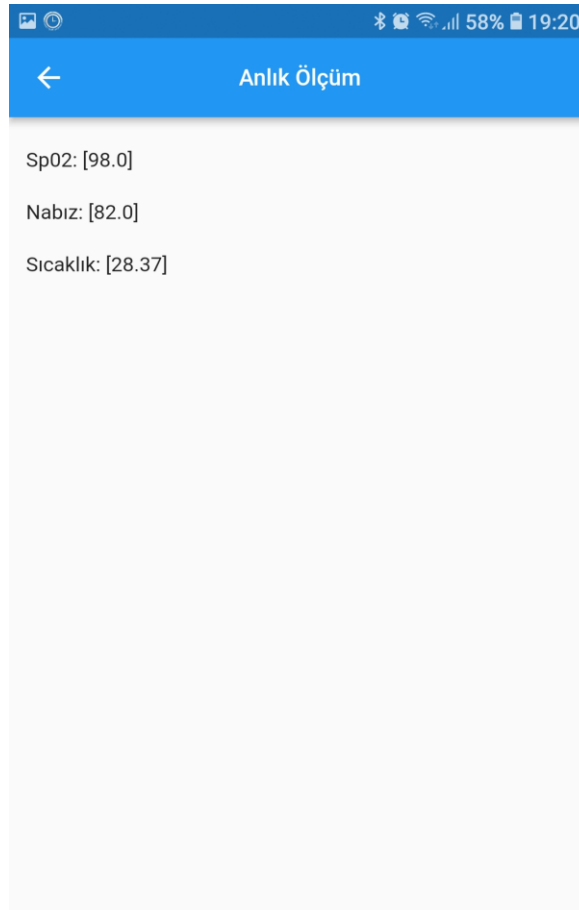 58% 19:20
Anlık Ölçüm
Sp02: [98.0]
Nabız: [82.0]
Sıcaklık: [28.37]